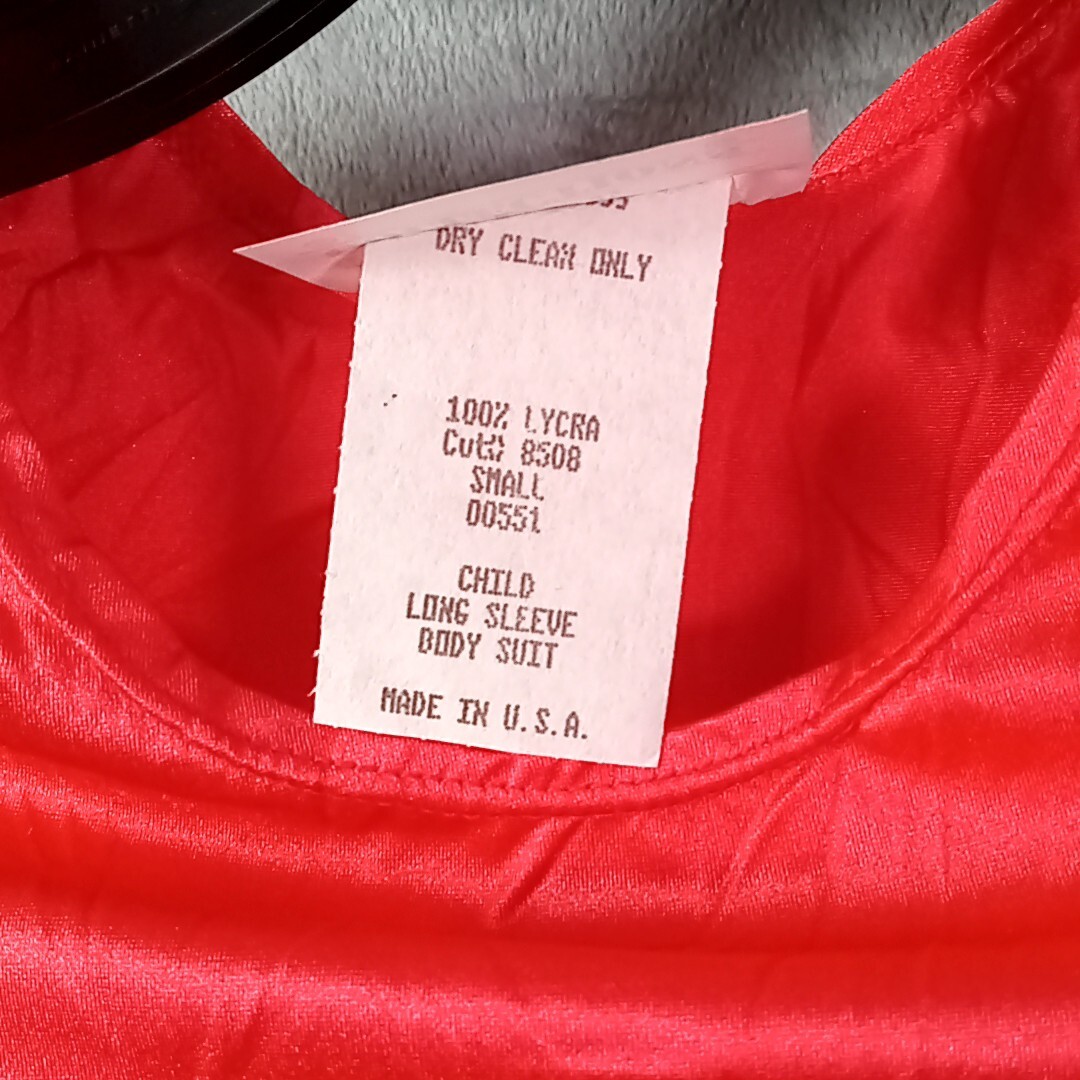 DRY CLEAN ONLY
100% LYCRA
Cut# 8508
SMALL
00551
CHILD
LONG SLEEVE
BODY SUIT
MADE IN U.S.A.